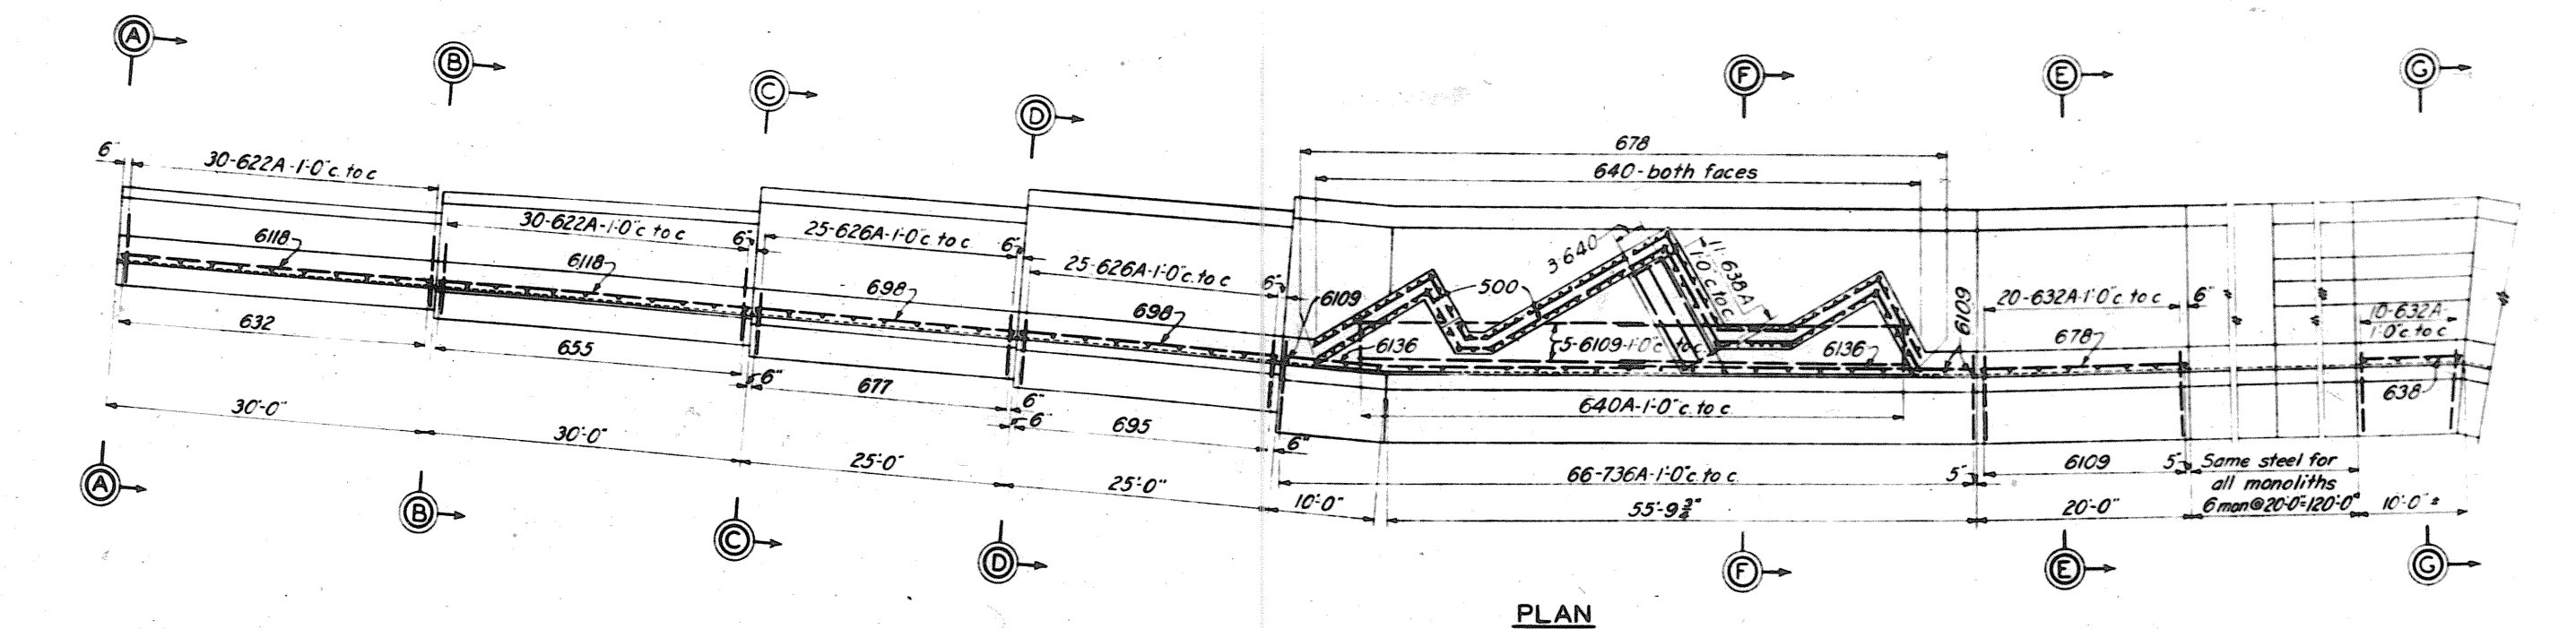 A
B
C
D
F
E
G
678
640-both faces
6"
30-622A-1'-0" c. to c
30-622A-1'-0" c. to c
6"
25-626A-1'-0" c. to c.
6"
25-626A-1'-0" c. to c
6"
6118
6118
698
698
6109
3-640
11-638A
1'-0" c. to c
500
6136
5-6109-1'-0" c to c.
6136
6109
20-632A-1'-0" c. to c
6"
678
10-632A-
1'-0" c to c
638
632
655
6"
677
6"
6"
695
6"
640A-1'-0" c. to c.
66-736A-1'-0" c. to c.
5"
6109
5"
Same steel for
all monoliths
6 mon@20'-0"=120'-0"
30'-0"
30'-0"
25'-0"
25'-0"
10'-0"
55'-9 3/4"
20'-0"
10'-0" ±
A
B
C
D
F
E
G
PLAN